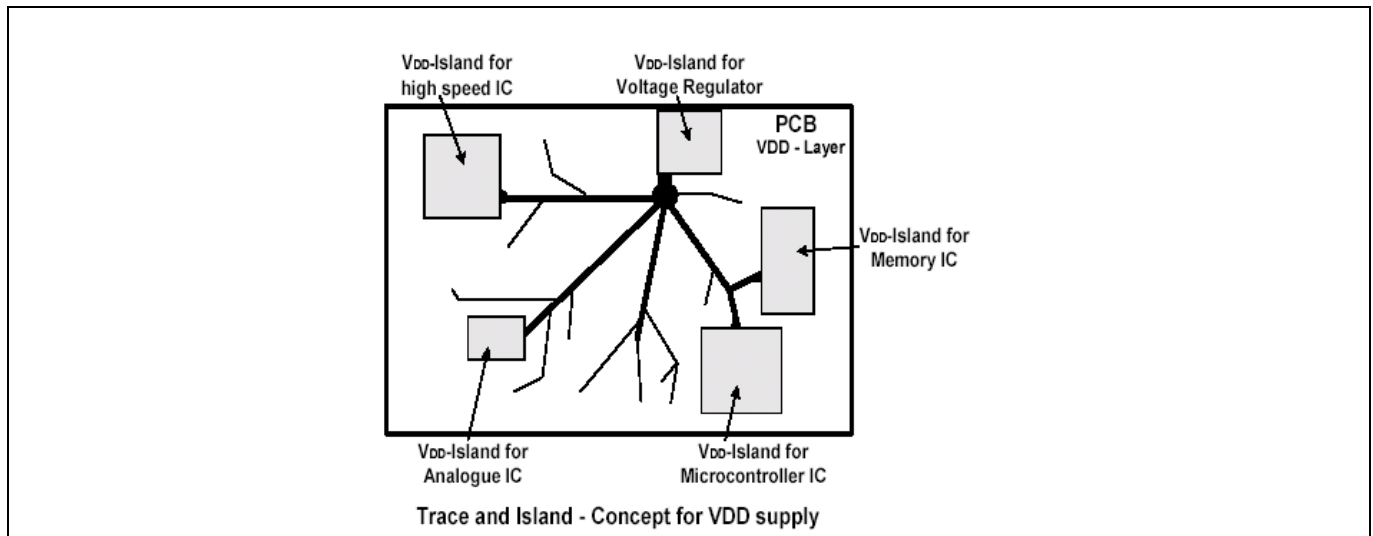 VDD-Island for
high speed IC
VDD-Island for
Voltage Regulator
PCB
VDD - Layer
VDD-Island for
Memory IC
VDD-Island for
Analogue IC
VDD-Island for
Microcontroller IC
Trace and Island - Concept for VDD supply